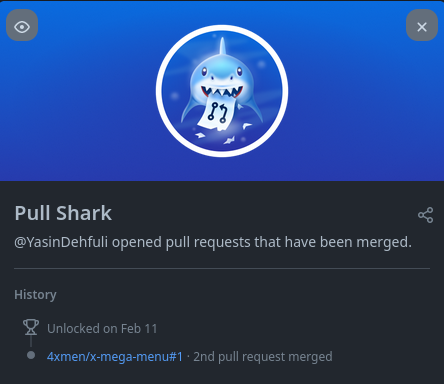 Pull Shark
@YasinDehfuli opened pull requests that have been merged.
History
Unlocked on Feb 11
4xmen/x-mega-menu#1 · 2nd pull request merged